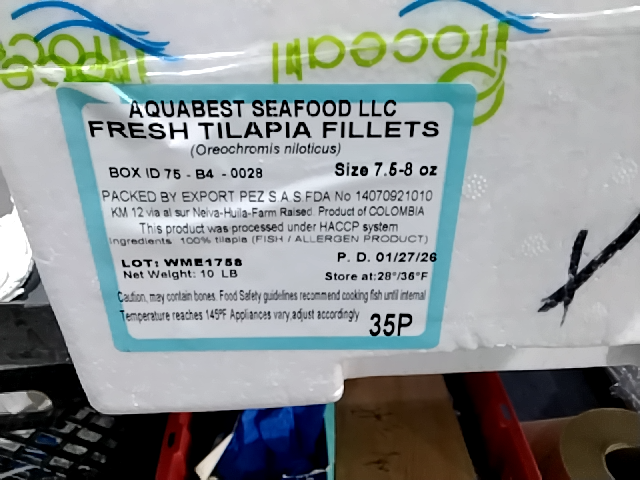 AQUABEST SEAFOOD LLC
FRESH TILAPIA FILLETS
(Oreochromis niloticus)
BOX ID 75 - B4 - 0028 Size 7.5-8 oz
PACKED BY EXPORT PEZ S.A.S.FDA No 14070921010
KM 12 via al sur Neiva-Huila-Farm Raised. Product of COLOMBIA
This product was processed under HACCP system
Ingredients 100% tilapia (FISH / ALLERGEN PRODUCT)
LOT: WME1758 P. D. 01/27/26
Net Weight: 10 LB Store at:28°/36°F
Caution, may contain bones. Food Safety guidelines recommend cooking fish until internal
Temperature reaches 145ºF Appliances vary,adjust accordingly
35P